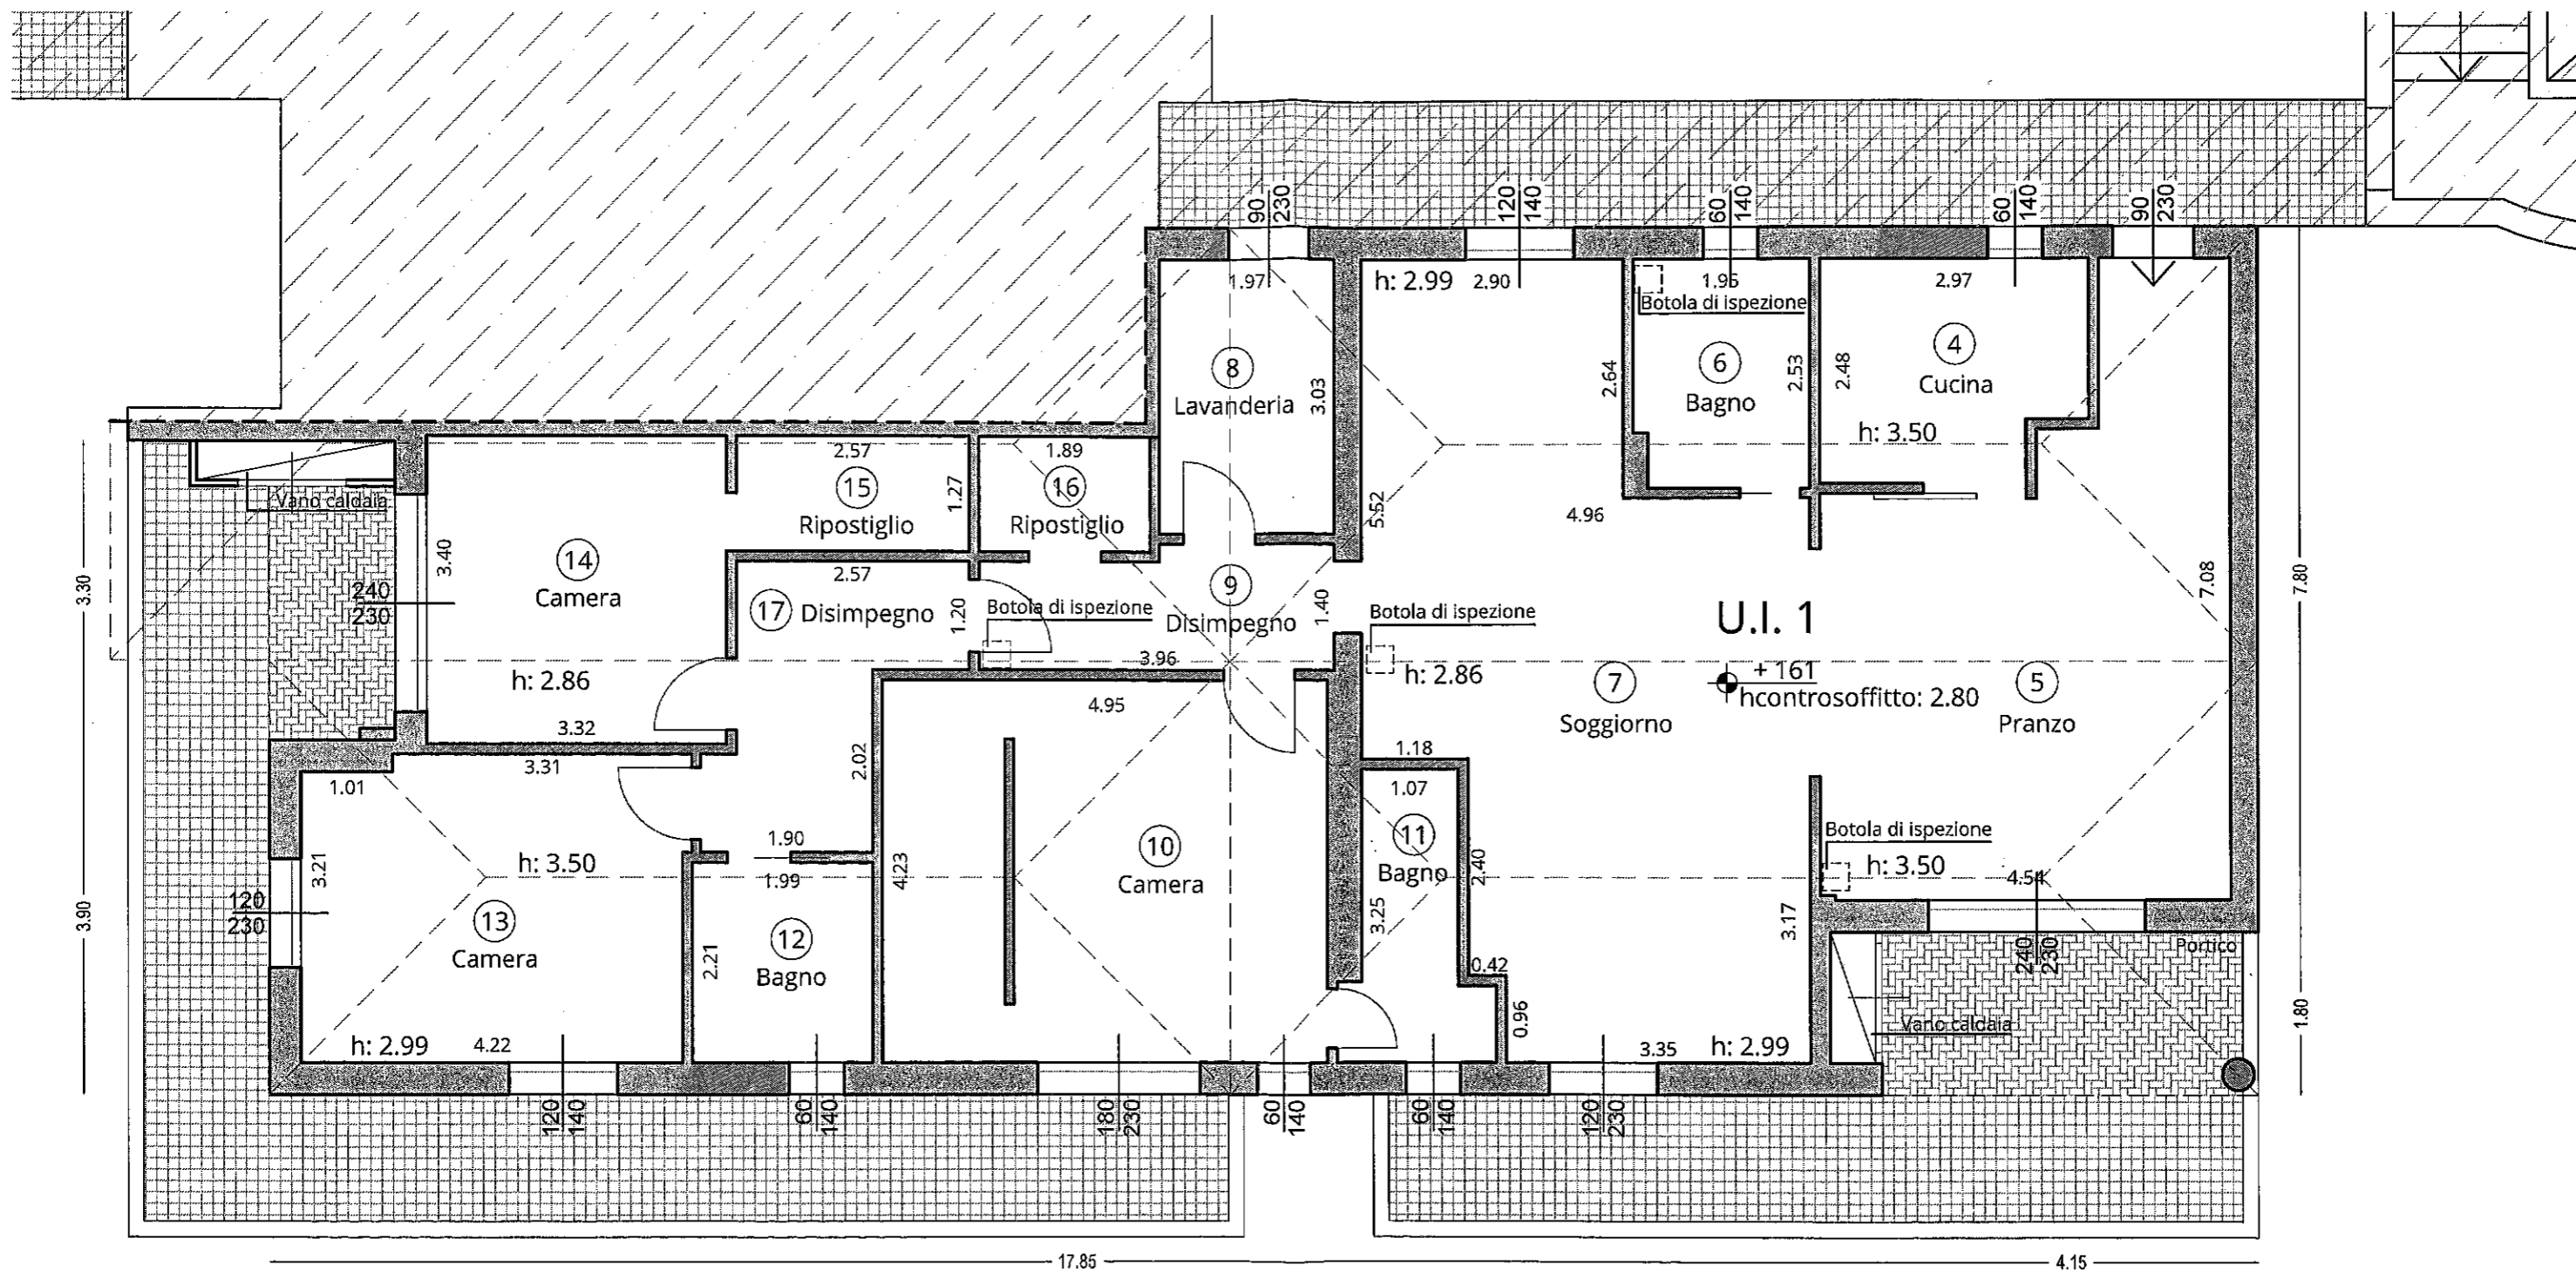 90
230
120
140
60
140
60
140
90
230
1.97
h: 2.99
2.90
1.95
Botola di ispezione
2.97
8
Lavanderia
3.03
2.64
6
Bagno
2.53
2.48
4
Cucina
h: 3.50
2.57
15
Ripostiglio
1.27
1.89
16
Ripostiglio
5.52
4.96
Vano caldaia
3.40
14
Camera
240
230
2.57
17
Disimpegno
1.20
Botola di ispezione
9
Disimpegno
1.40
Botola di ispezione
U.I. 1
7.08
3.30
7.80
3.96
h: 2.86
h: 2.86
7
Soggiorno
+ 161
hcontrosoffitto: 2.80
5
Pranzo
4.95
3.32
3.31
1.01
2.02
1.18
1.07
3.21
h: 3.50
1.90
1.99
4.23
10
Camera
11
Bagno
2.40
3.25
Botola di ispezione
h: 3.50
4.54
3.90
120
230
13
Camera
2.21
12
Bagno
0.42
0.96
3.17
240
230
Portico
Vano caldaia
1.80
h: 2.99
4.22
3.35
h: 2.99
120
140
60
140
180
230
60
140
60
140
120
230
17.85
4.15